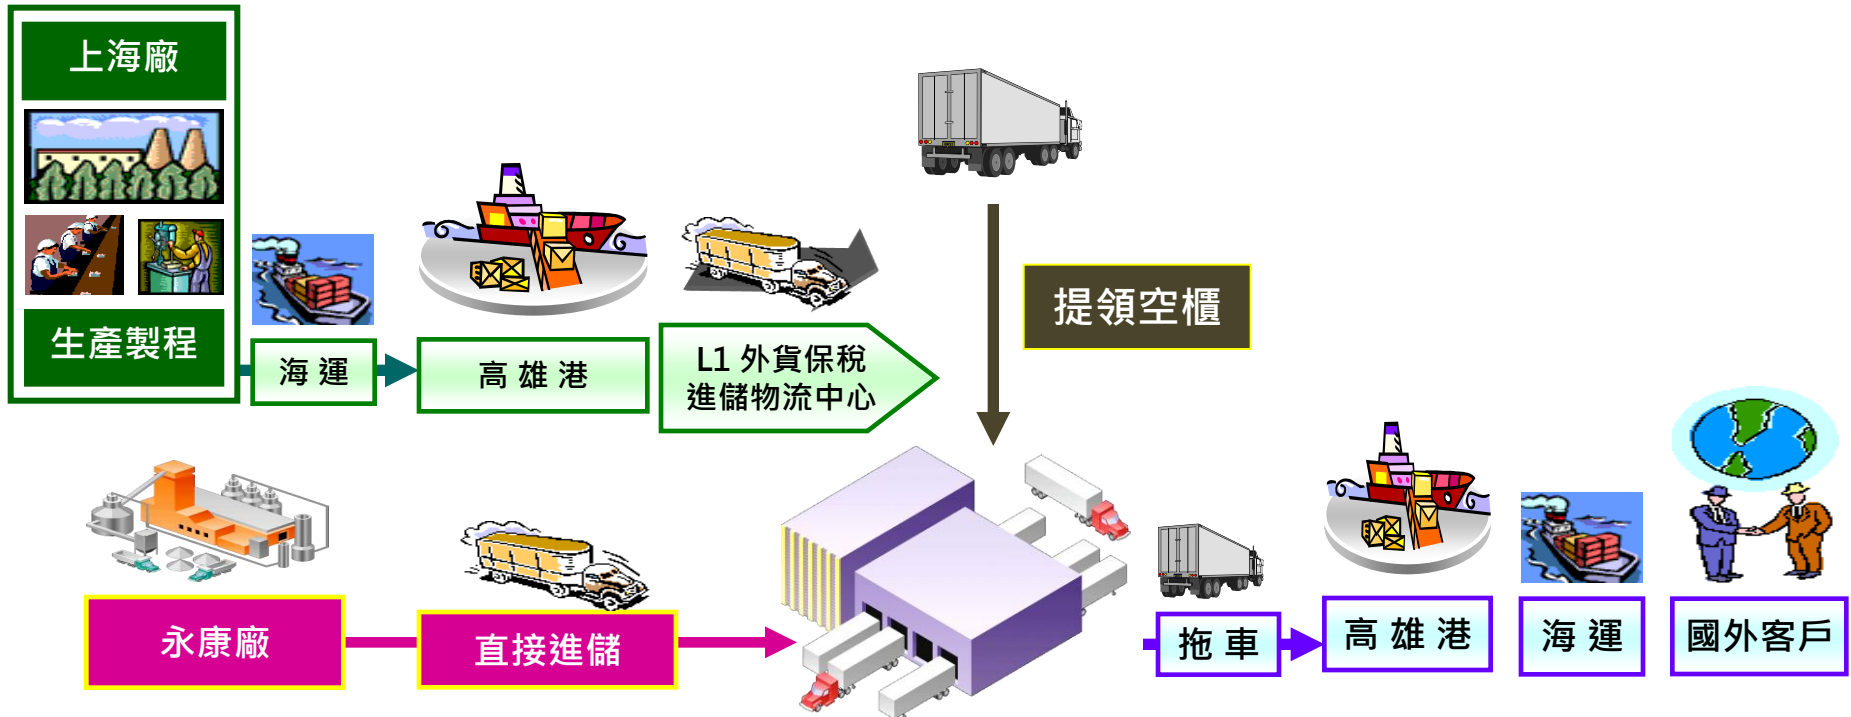 上海廠
生產製程
海 運
高 雄 港
L1 外貨保稅
進儲物流中心
提領空櫃
永康廠
直接進儲
拖 車
高 雄 港
海 運
國外客戶